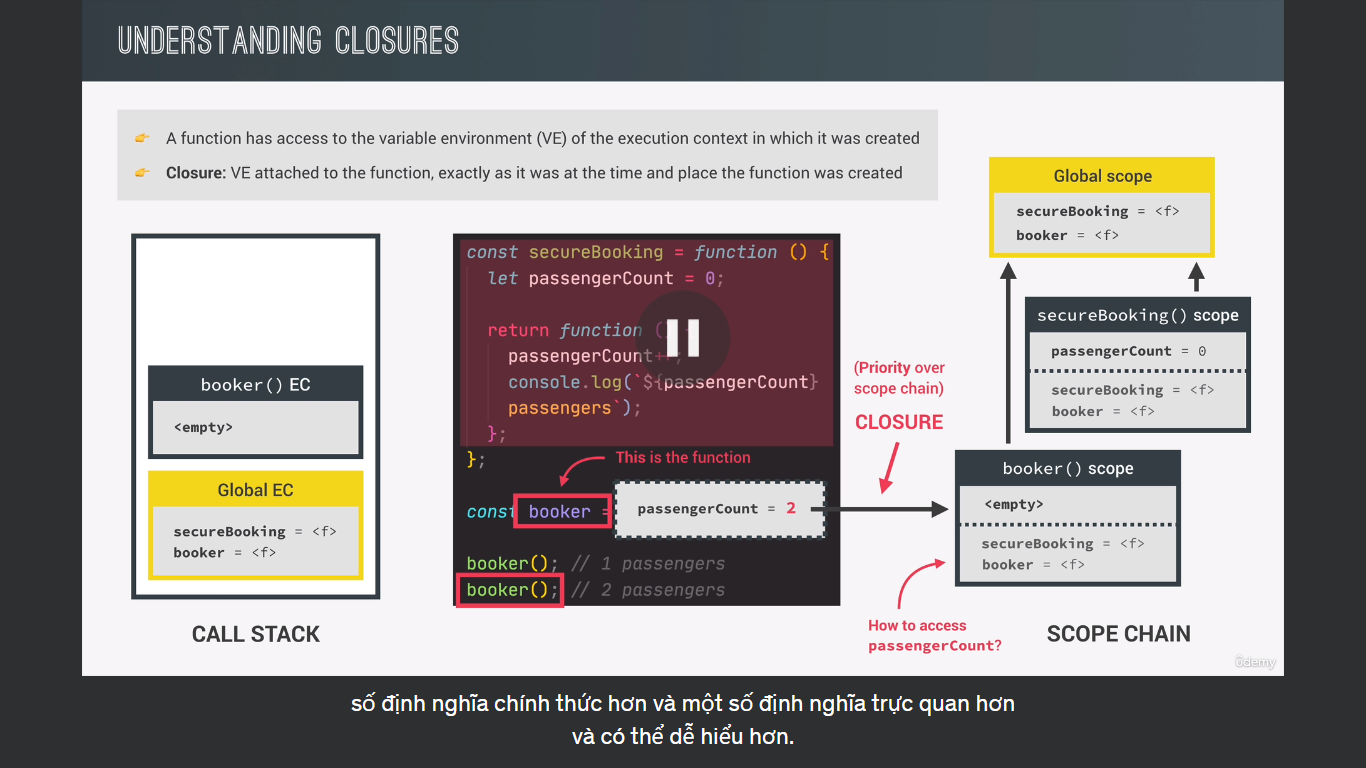 UNDERSTANDING CLOSURES
👉 A function has access to the variable environment (VE) of the execution context in which it was created
👉 Closure: VE attached to the function, exactly as it was at the time and place the function was created
booker() EC
<empty>
Global EC
secureBooking = <f>
booker = <f>
CALL STACK
const secureBooking = function () {
let passengerCount = 0;
return function () {
passengerCount++;
console.log(`${passengerCount}
passengers`);
};
};
This is the function
const booker =
passengerCount = 2
booker(); // 1 passengers
booker(); // 2 passengers
(Priority over
scope chain)
CLOSURE
How to access
passengerCount?
Global scope
secureBooking = <f>
booker = <f>
secureBooking() scope
passengerCount = 0
secureBooking = <f>
booker = <f>
booker() scope
<empty>
secureBooking = <f>
booker = <f>
SCOPE CHAIN
ûdemy
số định nghĩa chính thức hơn và một số định nghĩa trực quan hơn
và có thể dễ hiểu hơn.